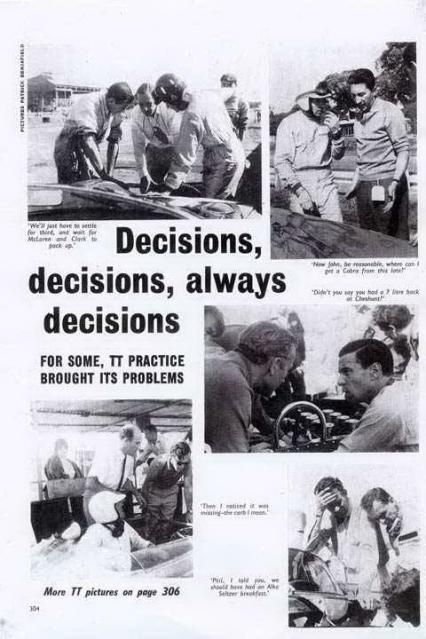 PICTURES PATRICK BENJAFIELD
'We'll just have to settle
for third, and wait for
McLaren and Clark to
pack up.'
Decisions,
decisions, always
decisions
'Now John, be reasonable, where can I
get a Cobra from this late?'
'Didn't you say you had a 7 litre back
at Cheshunt?'
FOR SOME, TT PRACTICE
BROUGHT ITS PROBLEMS
'Then I noticed it was
missing—the carb I mean.'
'Phil, I told you, we
should have had an Alka
Seltzer breakfast.'
More TT pictures on page 306
304